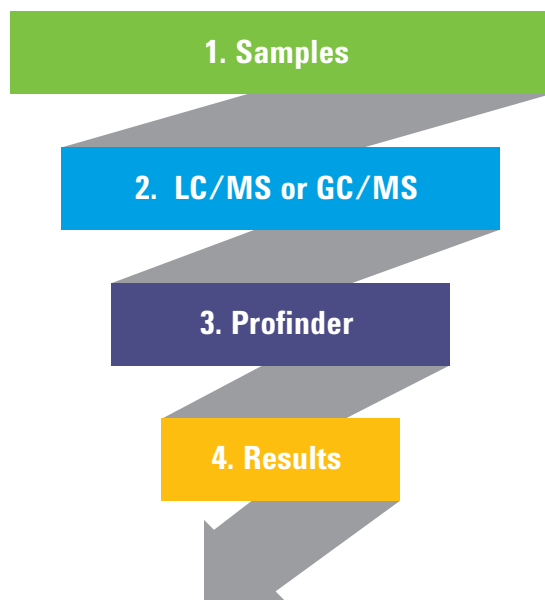 1. Samples
2. LC/MS or GC/MS
3. Profinder
4. Results